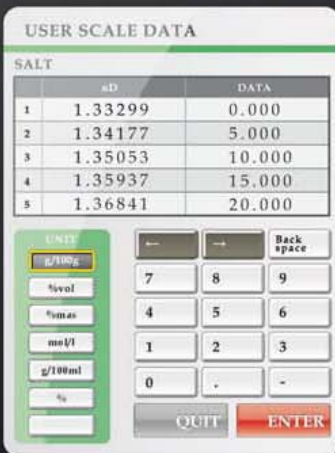 USER SCALE DATA
SALT
nD DATA
1 1.33299 0.000
2 1.34177 5.000
3 1.35053 10.000
4 1.35937 15.000
5 1.36841 20.000
UNIT
g/100g
%vol
%mas
mol/l
g/100ml
%
← → Back space
7 8 9
4 5 6
1 2 3
0 . -
QUIT ENTER